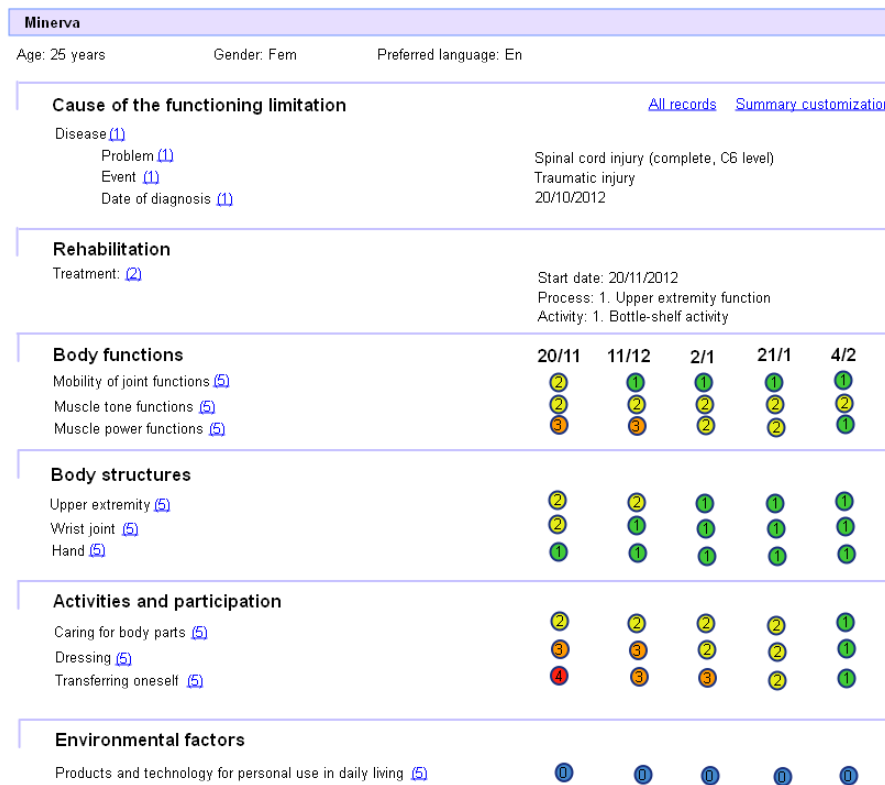 Minerva
Age: 25 years Gender: Fem Preferred language: En
Cause of the functioning limitation All records Summary customization
Disease (1)
Problem (1) Spinal cord injury (complete, C6 level)
Event (1) Traumatic injury
Date of diagnosis (1) 20/10/2012
Rehabilitation
Treatment: (2) Start date: 20/11/2012
Process: 1. Upper extremity function
Activity: 1. Bottle-shelf activity
Body functions 20/11 11/12 2/1 21/1 4/2
Mobility of joint functions (5) 2 1 1 1 1
Muscle tone functions (5) 2 2 2 2 2
Muscle power functions (5) 3 3 2 2 1
Body structures
Upper extremity (5) 2 2 1 1 1
Wrist joint (5) 2 1 1 1 1
Hand (5) 1 1 1 1 1
Activities and participation
Caring for body parts (5) 2 2 2 2 1
Dressing (5) 3 3 2 2 1
Transferring oneself (5) 4 3 3 2 1
Environmental factors
Products and technology for personal use in daily living (5) 0 0 0 0 0